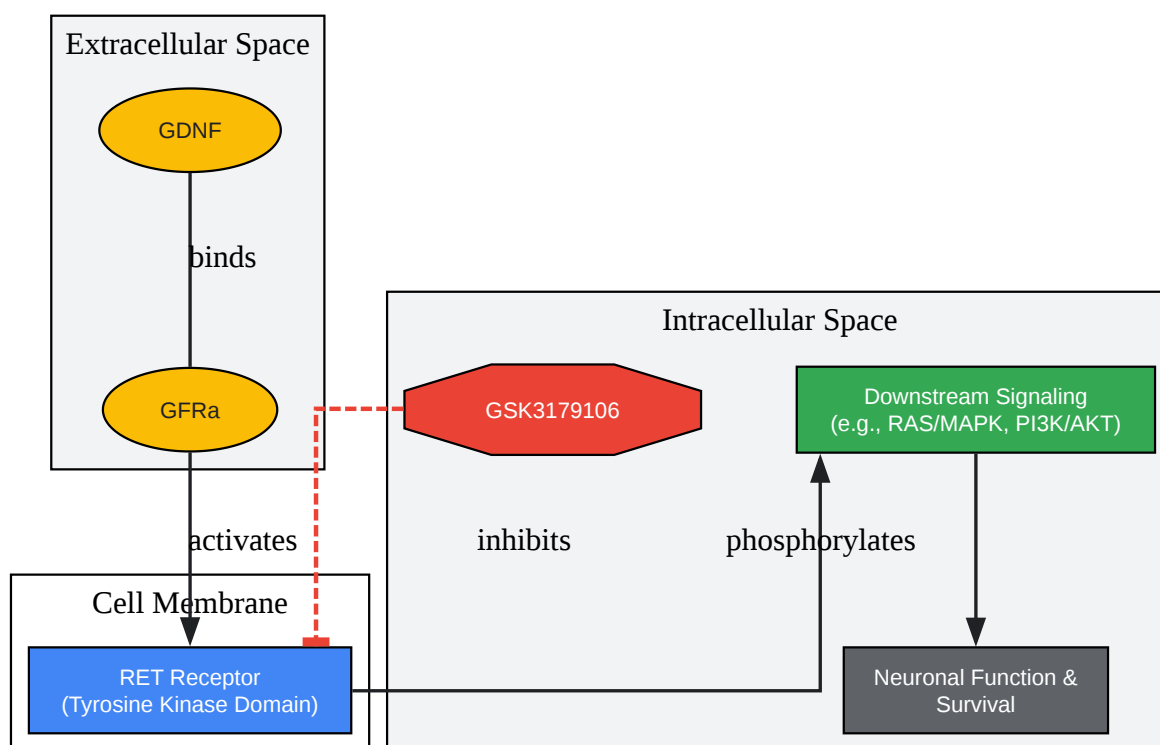 Extracellular Space
GDNF
binds
GFRa
activates
Cell Membrane
RET Receptor
(Tyrosine Kinase Domain)
Intracellular Space
GSK3179106
inhibits
Downstream Signaling
(e.g., RAS/MAPK, PI3K/AKT)
phosphorylates
Neuronal Function &
Survival